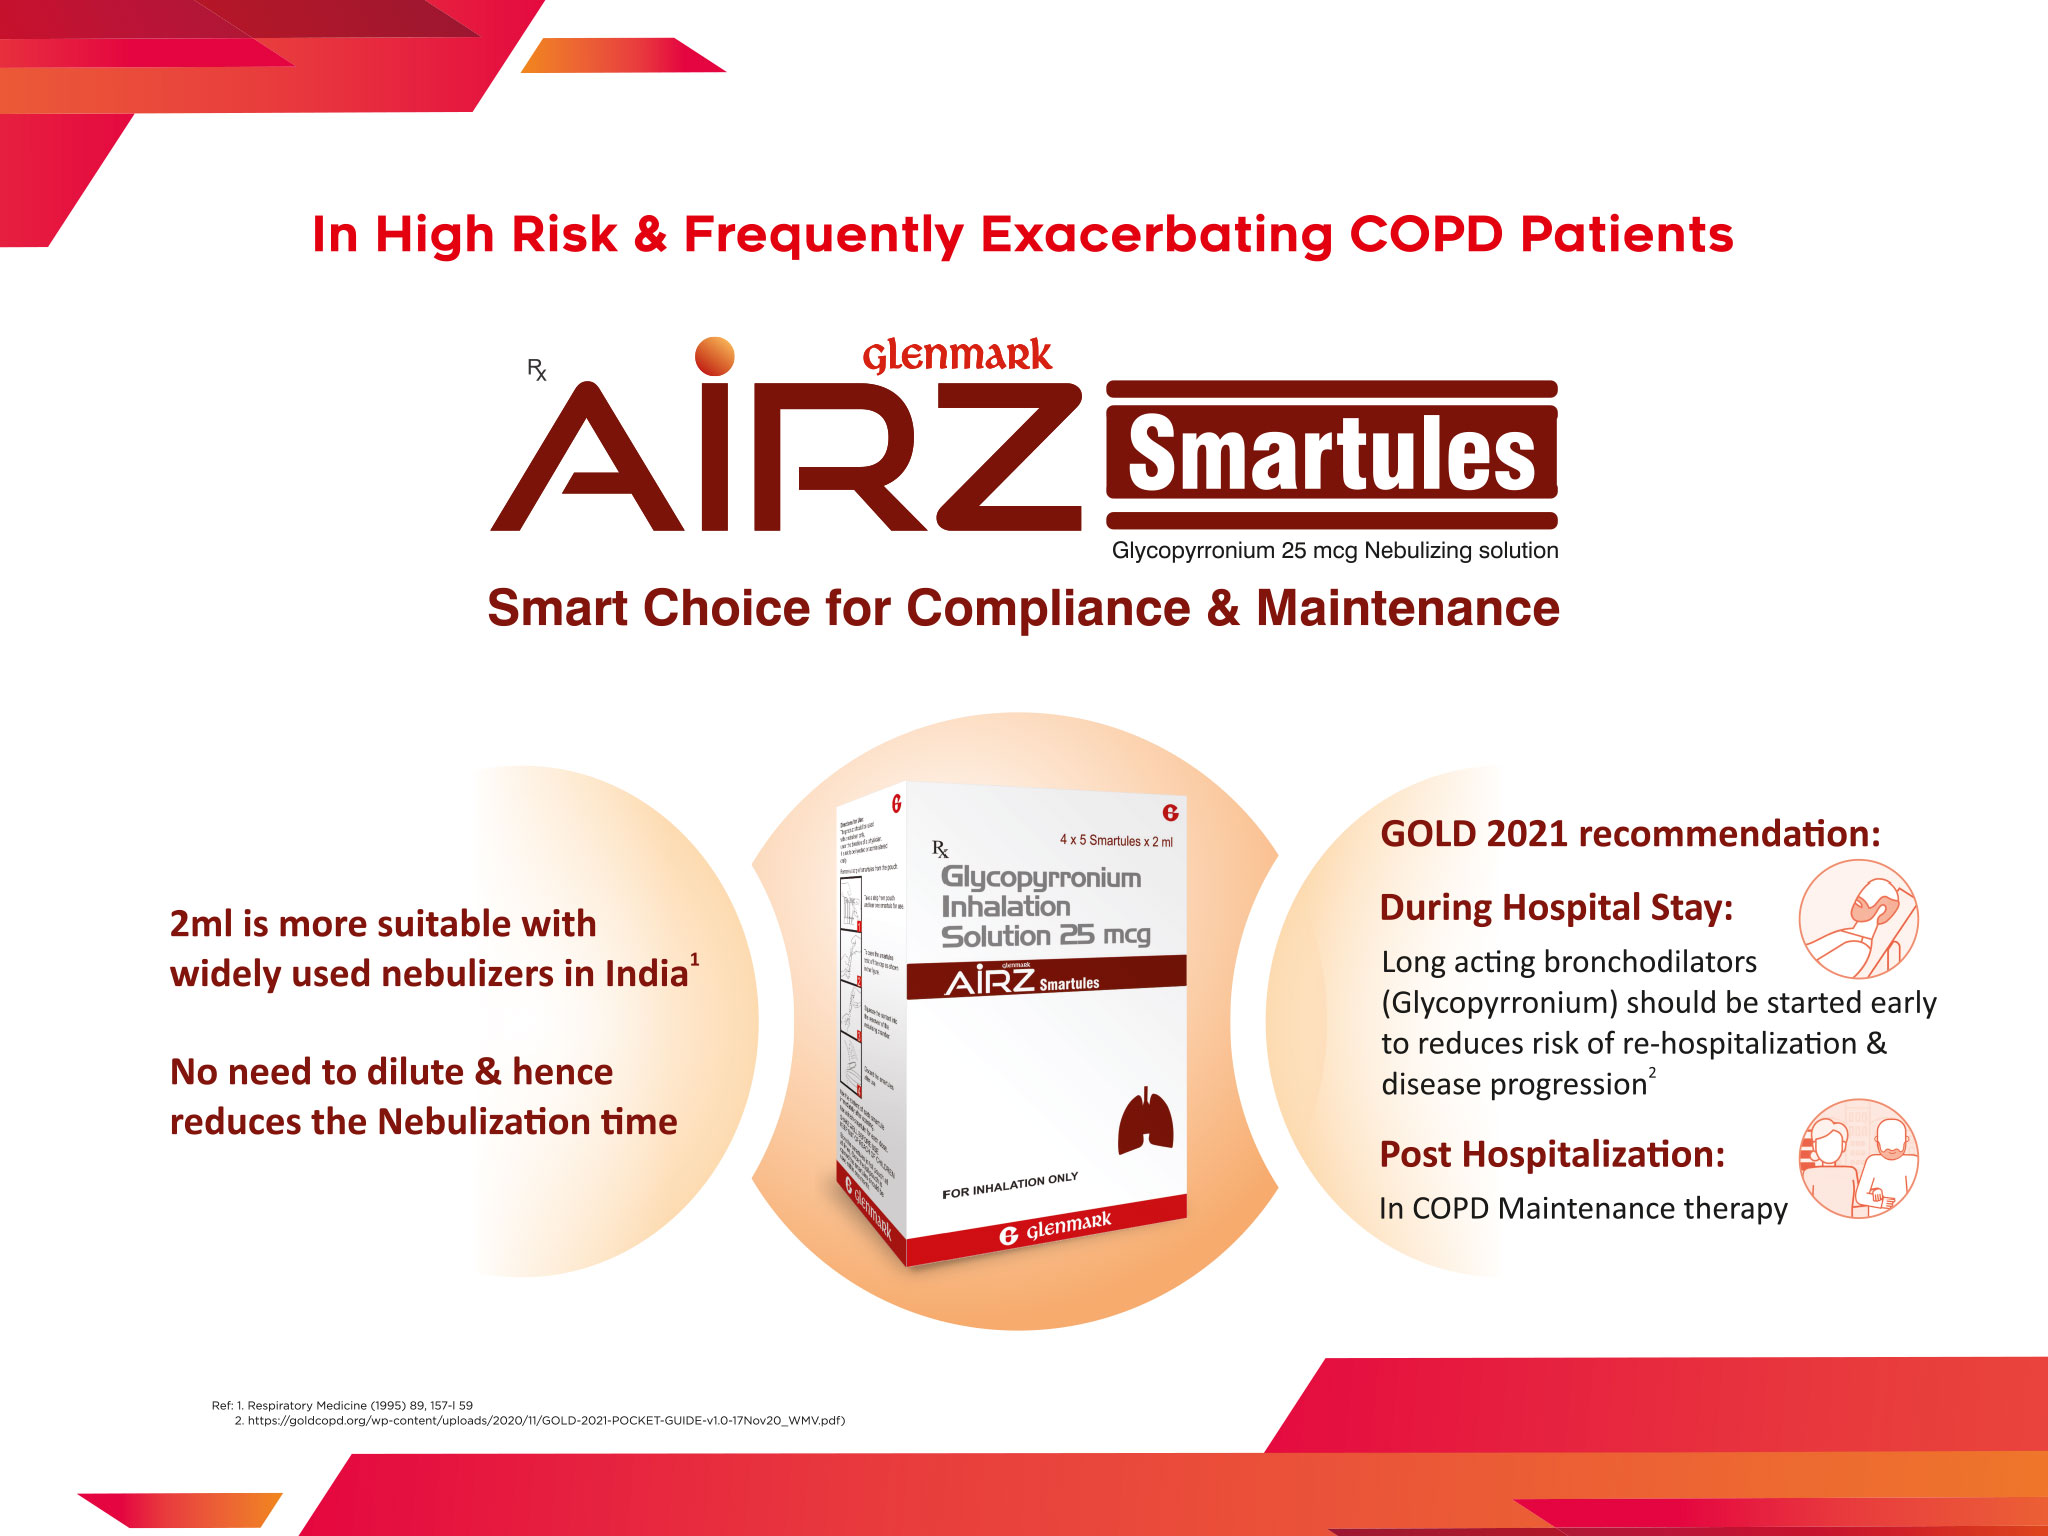 In High Risk & Frequently Exacerbating COPD Patients
Rx
glenmark
AiRZ Smartules
Glycopyrronium 25 mcg Nebulizing solution
Smart Choice for Compliance & Maintenance
2ml is more suitable with
widely used nebulizers in India1
No need to dilute & hence
reduces the Nebulization time
4 x 5 Smartules x 2 ml
Rx
Glycopyrronium
Inhalation
Solution 25 mcg
glenmark
AiRZ Smartules
FOR INHALATION ONLY
G glenmark
G glenmark
GOLD 2021 recommendation:
During Hospital Stay:
Long acting bronchodilators
(Glycopyrronium) should be started early
to reduces risk of re-hospitalization &
disease progression2
Post Hospitalization:
In COPD Maintenance therapy
Ref: 1. Respiratory Medicine (1995) 89, 157-I 59
2. https://goldcopd.org/wp-content/uploads/2020/11/GOLD-2021-POCKET-GUIDE-v1.0-17Nov20_WMV.pdf)